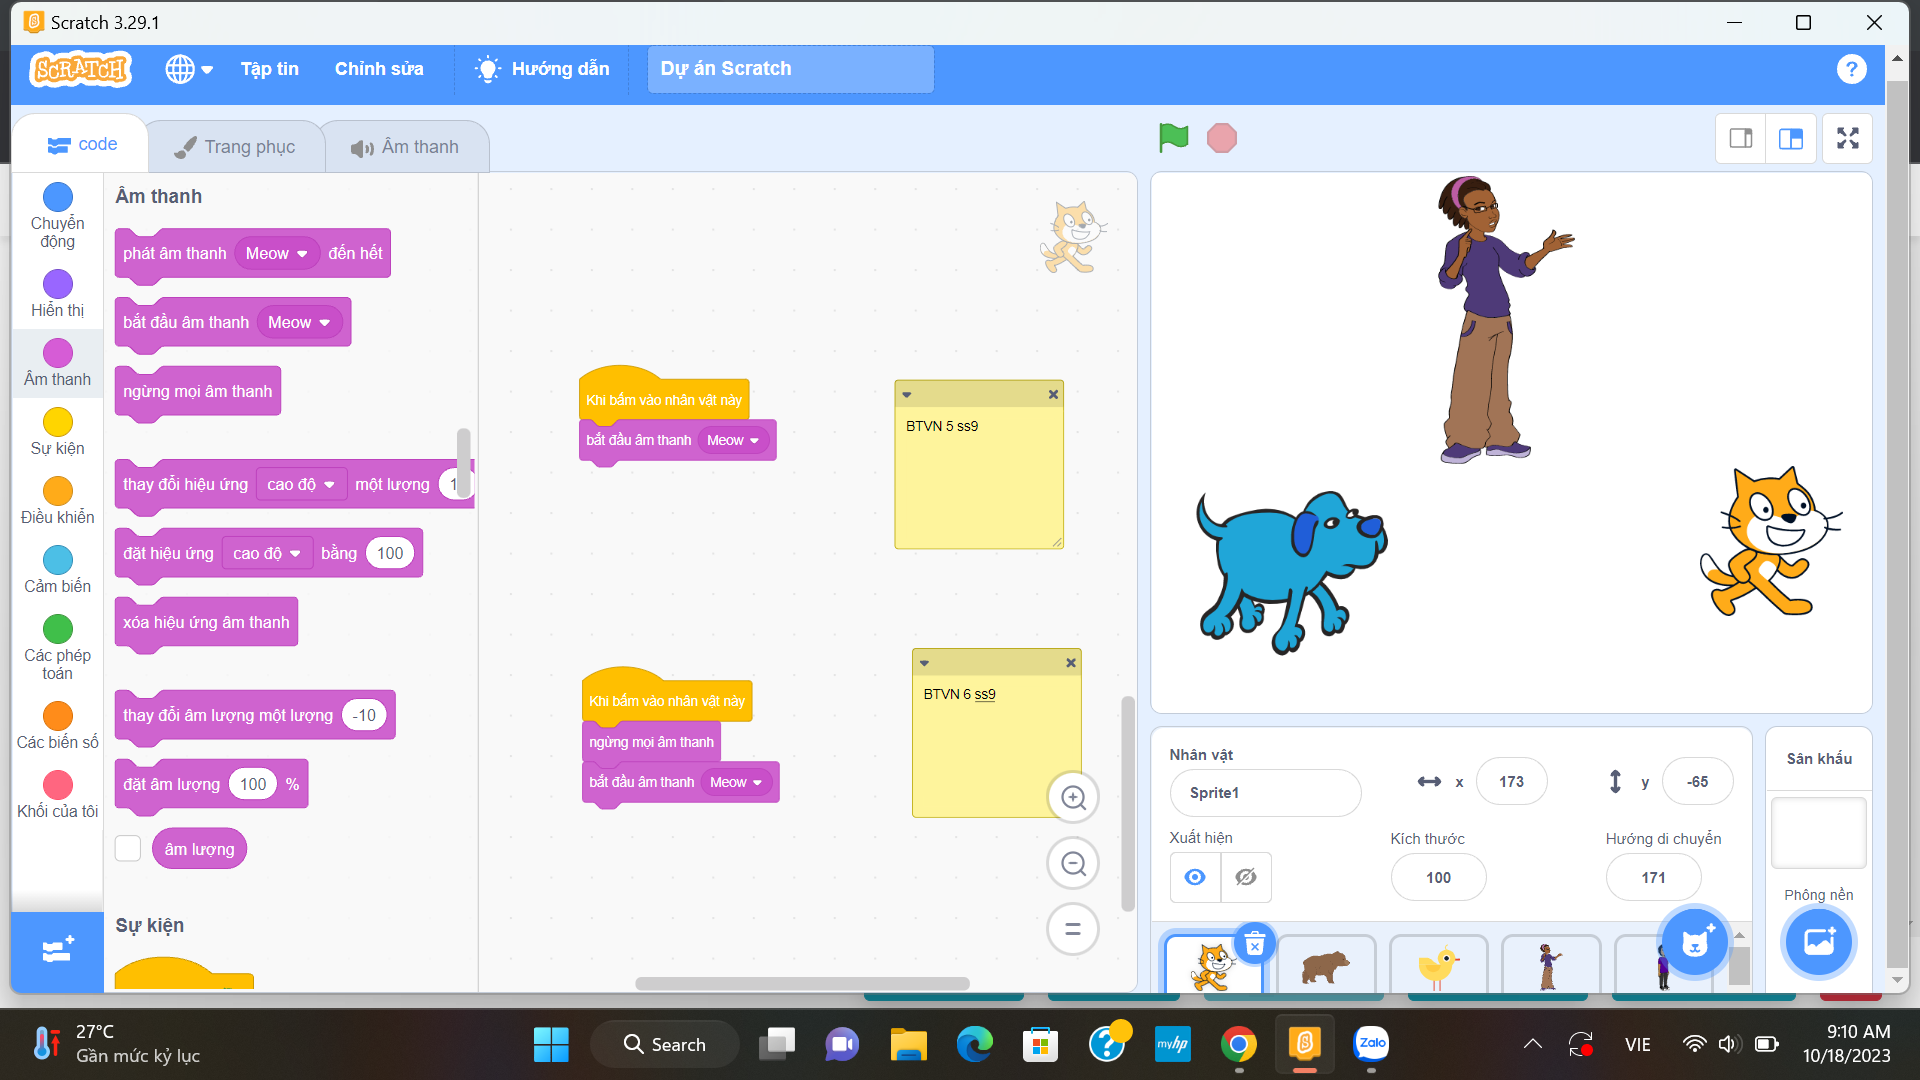 Scratch 3.29.1
SCRATCH
Tập tin
Chỉnh sửa
Hướng dẫn
Dự án Scratch
?
code
Trang phục
Âm thanh
Chuyển động
Hiển thị
Âm thanh
Sự kiện
Điều khiển
Cảm biến
Các phép toán
Các biến số
Khối của tôi
Âm thanh
phát âm thanh Meow đến hết
bắt đầu âm thanh Meow
ngừng mọi âm thanh
thay đổi hiệu ứng cao độ một lượng
đặt hiệu ứng cao độ bằng 100
xóa hiệu ứng âm thanh
thay đổi âm lượng một lượng -10
đặt âm lượng 100 %
âm lượng
Sự kiện
Khi bấm vào nhân vật này
bắt đầu âm thanh Meow
BTVN 5 ss9
Khi bấm vào nhân vật này
ngừng mọi âm thanh
bắt đầu âm thanh Meow
BTVN 6 ss9
Nhân vật
Sprite1
x 173
y -65
Xuất hiện
Kích thước
100
Hướng di chuyển
171
Sân khấu
Phông nền
27°C
Gần mức kỷ lục
Search
myhp
Zalo
VIE
9:10 AM
10/18/2023